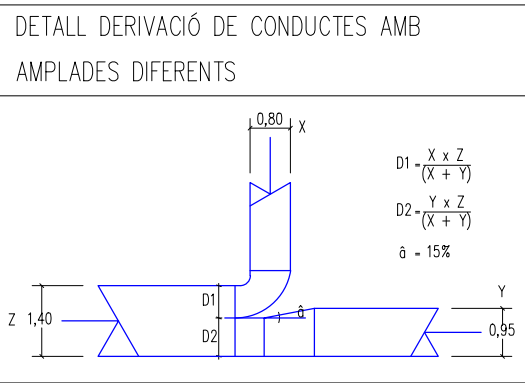 DETALL DERIVACIÓ DE CONDUCTES AMB
AMPLADES DIFERENTS
0,80 X
D1 = X x Z
(X + Y)
D2 = Y x Z
(X + Y)
â = 15%
D1
â
Y
Z 1,40
D2
0,95